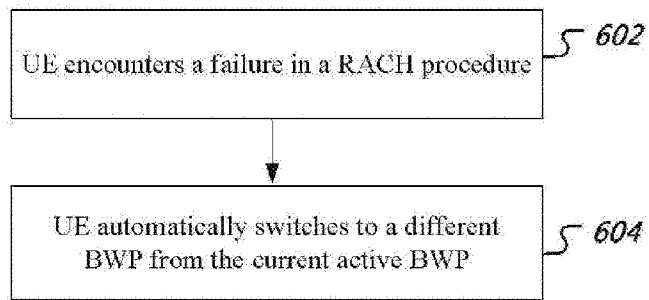 UE encounters a failure in a RACH procedure
602
UE automatically switches to a different
BWP from the current active BWP
604